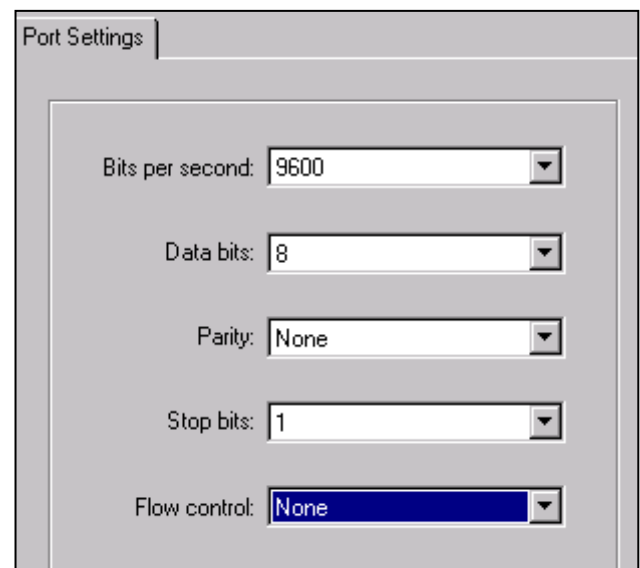 Port Settings
Bits per second: 9600
Data bits: 8
Parity: None
Stop bits: 1
Flow control: None